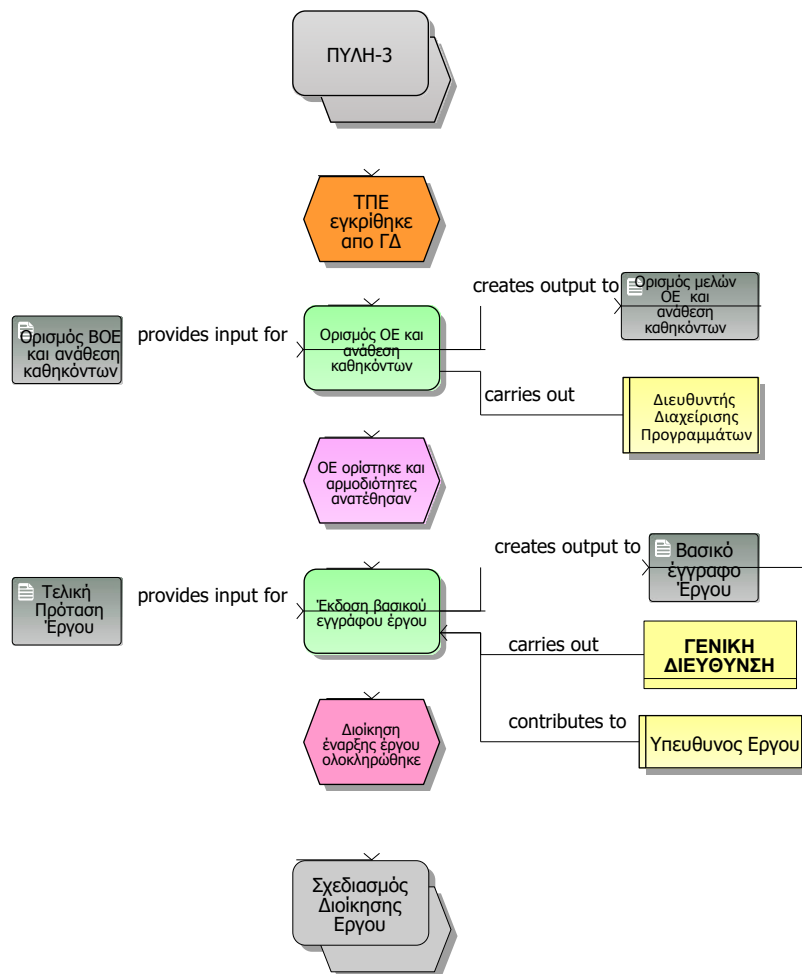 ΠΥΛΗ-3
ΤΠΕ
εγκρίθηκε
απο ΓΔ
creates output to
Ορισμός μελών
ΟΕ και
ανάθεση
καθηκόντων
Ορισμός ΒΟΕ
και ανάθεση
καθηκόντων
provides input for
Ορισμός ΟΕ και
ανάθεση
καθηκόντων
carries out
Διευθυντής
Διαχείρισης
Προγραμμάτων
ΟΕ ορίστηκε και
αρμοδιότητες
ανατέθησαν
creates output to
Βασικό
έγγραφο
Έργου
Τελική
Πρόταση
Έργου
provides input for
Έκδοση βασικού
εγγράφου έργου
carries out
ΓΕΝΙΚΗ
ΔΙΕΥΘΥΝΣΗ
contributes to
Υπευθυνος Εργου
Διοίκηση
έναρξης έργου
ολοκληρώθηκε
Σχεδιασμός
Διοίκησης
Εργου